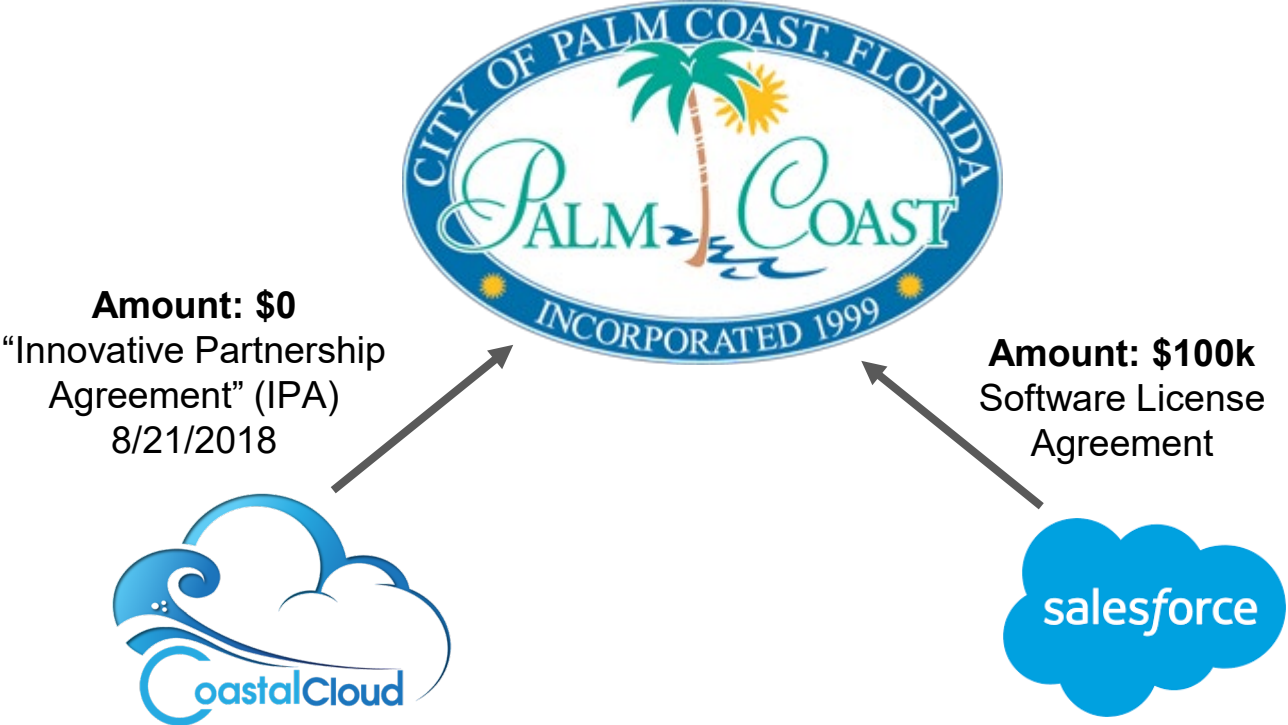 CITY OF PALM COAST, FLORIDA
PALM COAST
INCORPORATED 1999
Amount: $0
“Innovative Partnership
Agreement” (IPA)
8/21/2018
Amount: $100k
Software License
Agreement
CoastalCloud
salesforce